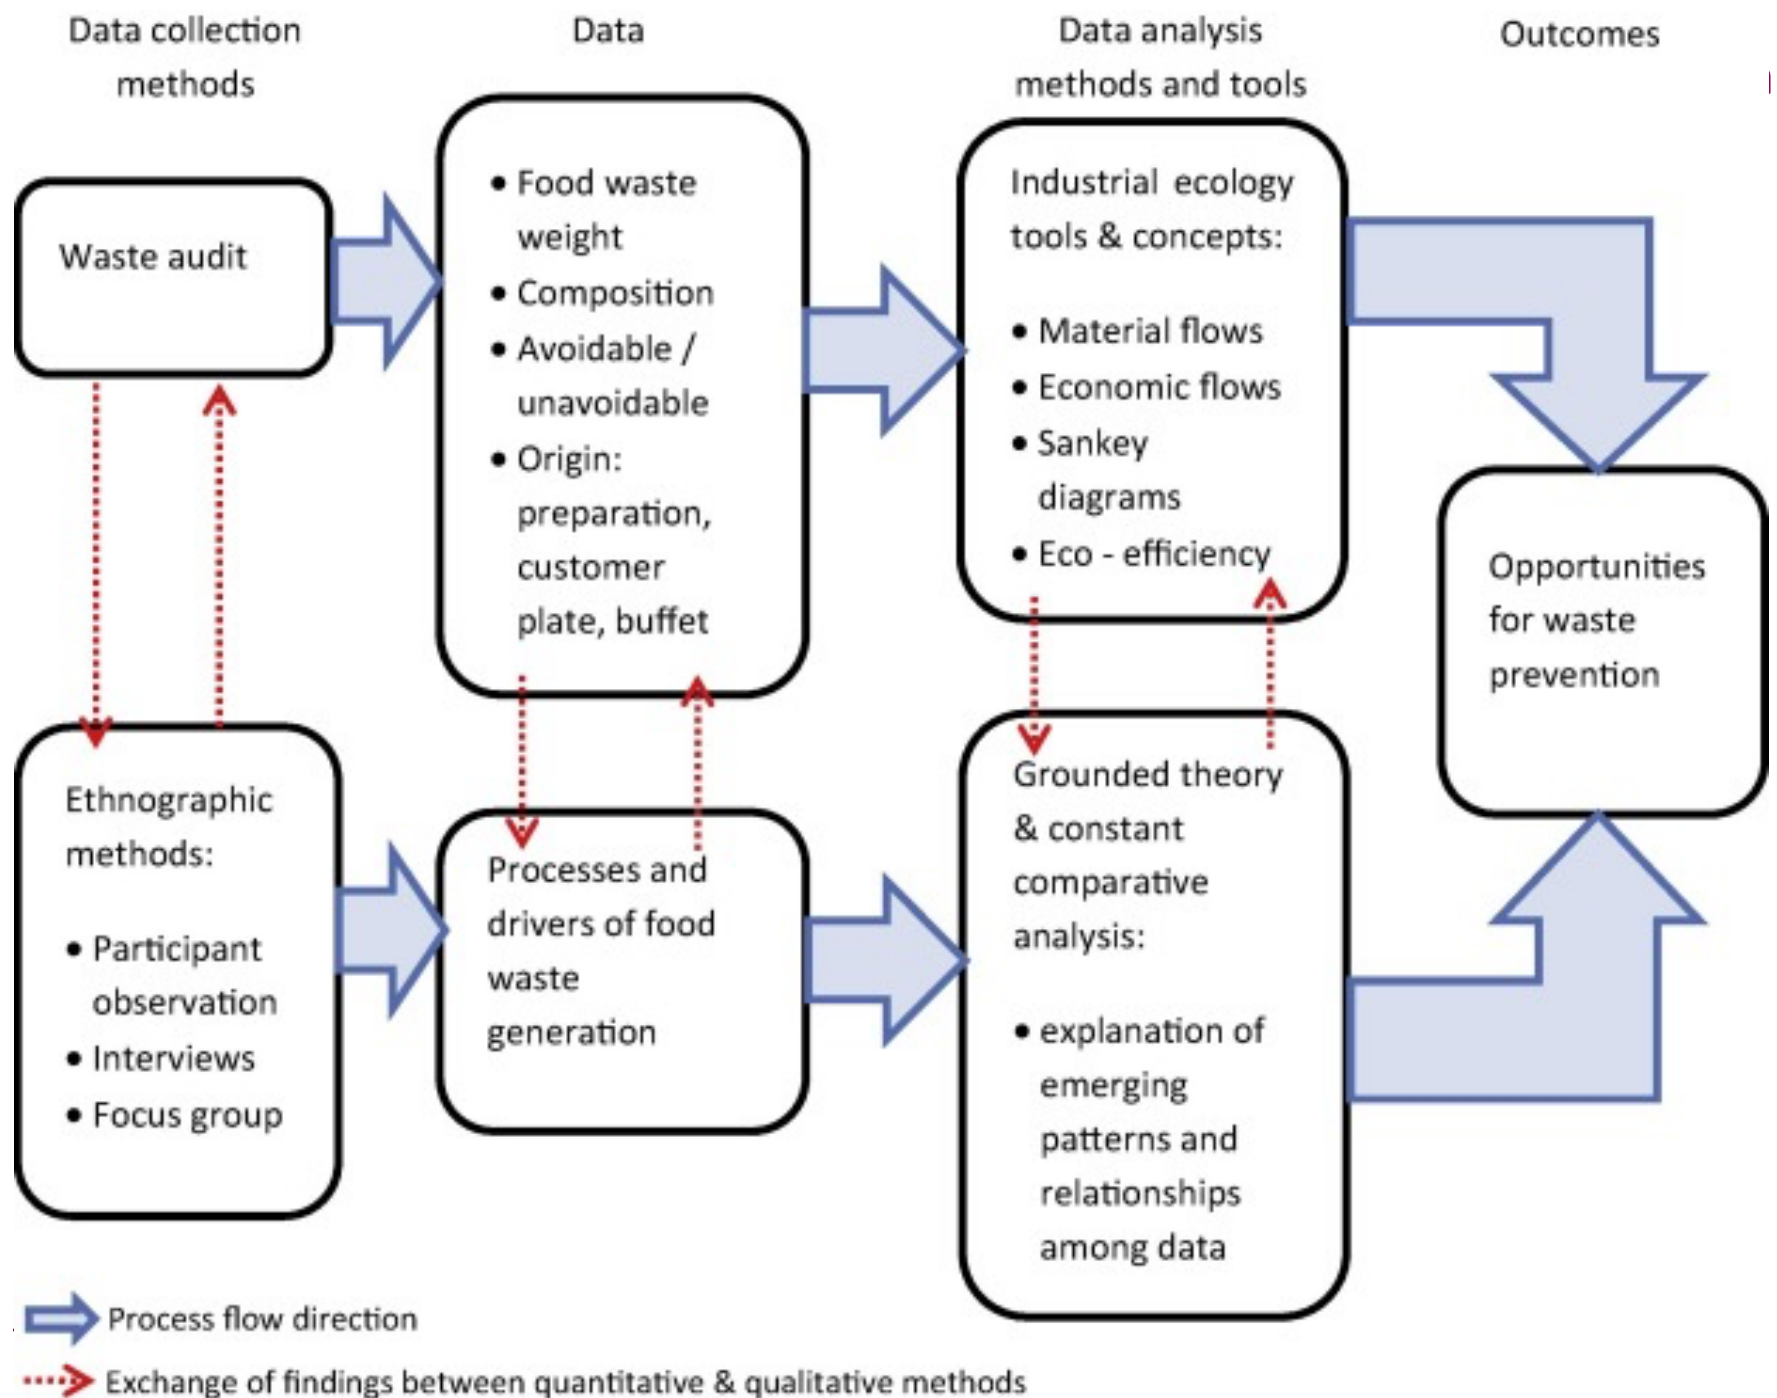 Data collection
methods
Data
Data analysis
methods and tools
Outcomes
Waste audit
• Food waste
weight
• Composition
• Avoidable /
unavoidable
• Origin:
preparation,
customer
plate, buffet
Industrial ecology
tools & concepts:
• Material flows
• Economic flows
• Sankey
diagrams
• Eco - efficiency
Opportunities
for waste
prevention
Ethnographic
methods:
• Participant
observation
• Interviews
• Focus group
Processes and
drivers of food
waste
generation
Grounded theory
& constant
comparative
analysis:
• explanation of
emerging
patterns and
relationships
among data
Process flow direction
Exchange of findings between quantitative & qualitative methods